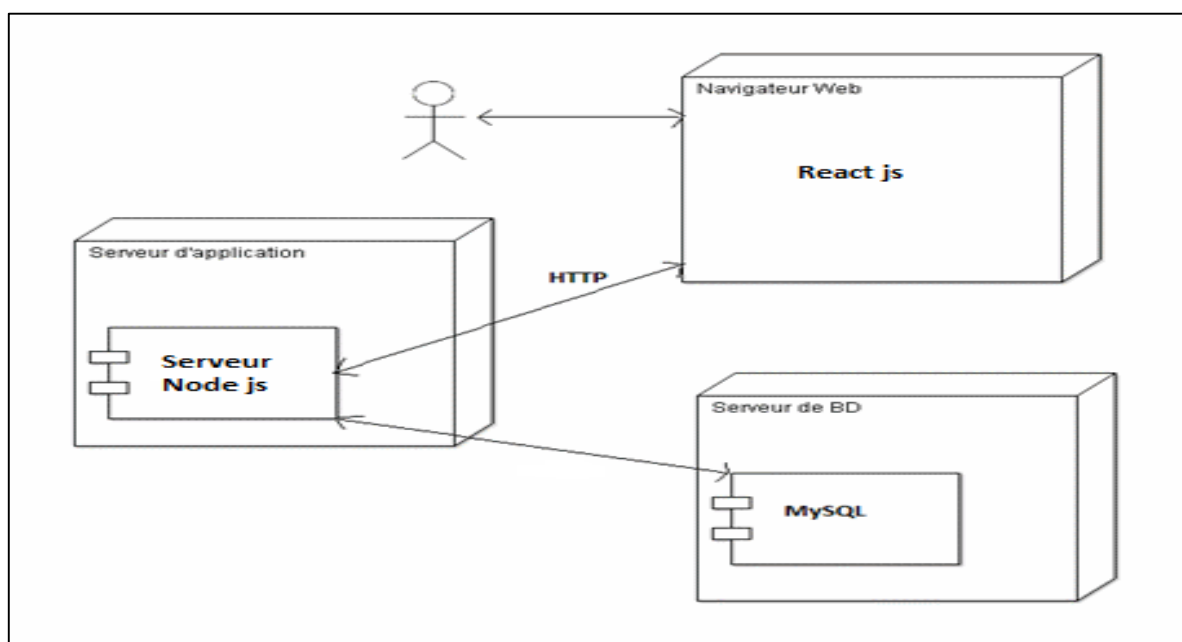 Navigateur Web
React js
Serveur d'application
HTTP
Serveur
Node js
Serveur de BD
MySQL